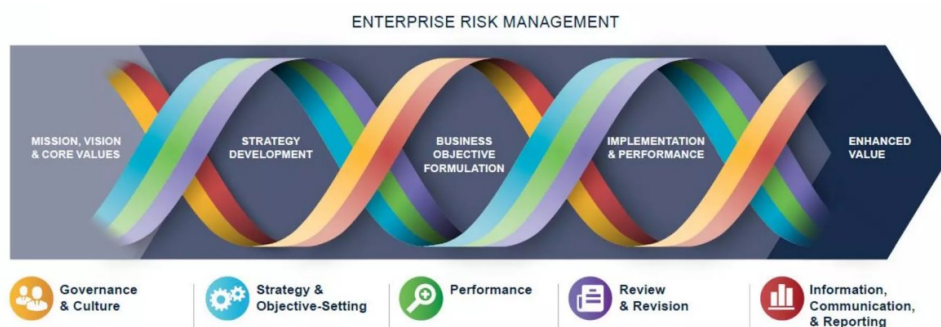 ENTERPRISE RISK MANAGEMENT
MISSION, VISION
& CORE VALUES
STRATEGY
DEVELOPMENT
BUSINESS
OBJECTIVE
FORMULATION
IMPLEMENTATION
& PERFORMANCE
ENHANCED
VALUE
Governance
& Culture
Strategy &
Objective-Setting
Performance
Review
& Revision
Information,
Communication,
& Reporting